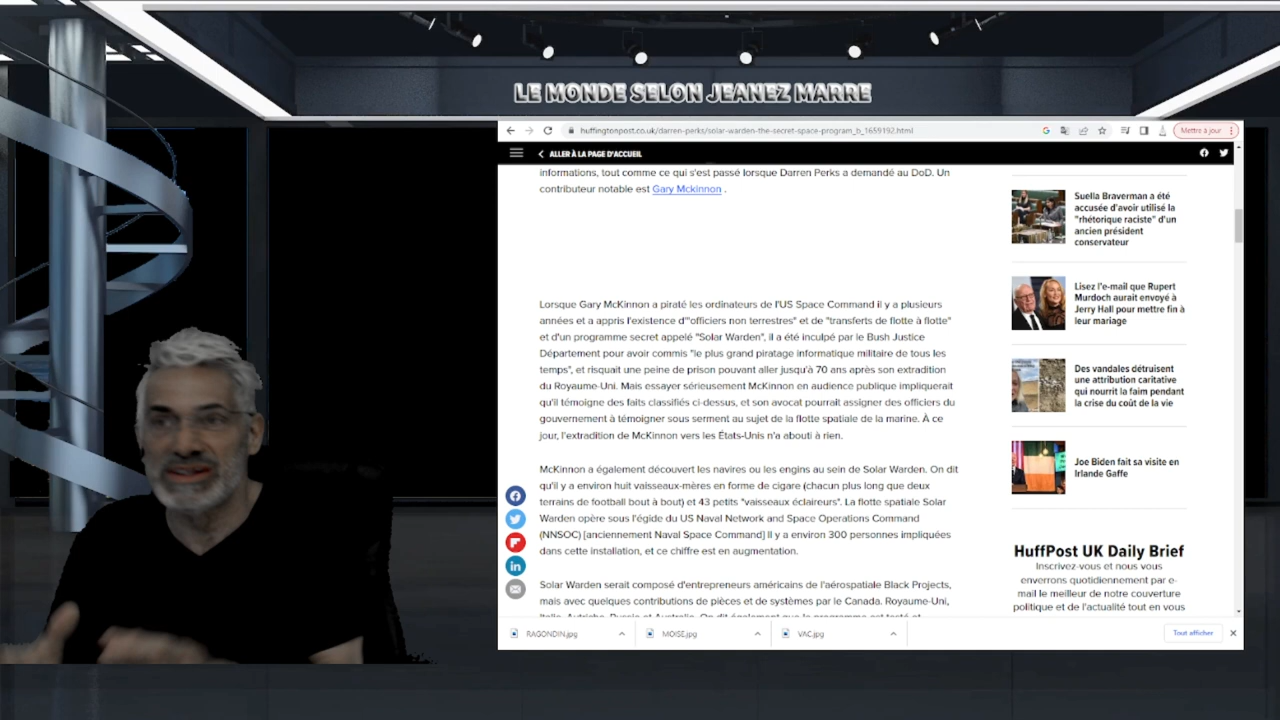 LE MONDE SELON JEANEZ MARRE
huffingtonpost.co.uk/darren-perks/solar-warden-the-secret-space-program_b_1659192.html
Mettre à jour
ALLER À LA PAGE D'ACCUEIL
informations, tout comme ce qui s'est passé lorsque Darren Perks a demandé au DoD. Un
contributeur notable est Gary Mckinnon .
Lorsque Gary McKinnon a piraté les ordinateurs de l'US Space Command il y a plusieurs
années et a appris l'existence d'"officiers non terrestres" et de "transferts de flotte à flotte"
et d'un programme secret appelé "Solar Warden", il a été inculpé par le Bush Justice
Département pour avoir commis "le plus grand piratage informatique militaire de tous les
temps", et risquait une peine de prison pouvant aller jusqu'à 70 ans après son extradition
du Royaume-Uni. Mais essayer sérieusement McKinnon en audience publique impliquerait
qu'il témoigne des faits classifiés ci-dessus, et son avocat pourrait assigner des officiers du
gouvernement à témoigner sous serment au sujet de la flotte spatiale de la marine. À ce
jour, l'extradition de McKinnon vers les États-Unis n'a abouti à rien.
McKinnon a également découvert les navires ou les engins au sein de Solar Warden. On dit
qu'il y a environ huit vaisseaux-mères en forme de cigare (chacun plus long que deux
terrains de football bout à bout) et 43 petits "vaisseaux éclaireurs". La flotte spatiale Solar
Warden opère sous l'égide du US Naval Network and Space Operations Command
(NNSOC) [anciennement Naval Space Command] Il y a environ 300 personnes impliquées
dans cette installation, et ce chiffre est en augmentation.
Solar Warden serait composé d'entrepreneurs américains de l'aérospatiale Black Projects,
mais avec quelques contributions de pièces et de systèmes par le Canada. Royaume-Uni,
Suella Braverman a été
accusée d'avoir utilisé la
"rhétorique raciste" d'un
ancien président
conservateur
Lisez l'e-mail que Rupert
Murdoch aurait envoyé à
Jerry Hall pour mettre fin à
leur mariage
Des vandales détruisent
une attribution caritative
qui nourrit la faim pendant
la crise du coût de la vie
Joe Biden fait sa visite en
Irlande Gaffe
HuffPost UK Daily Brief
Inscrivez-vous et nous vous
enverrons quotidiennement par e-
mail le meilleur de notre couverture
politique et de l'actualité tout en vous
RAGONDIN.jpg
MOISE.jpg
VAC.jpg
Tout afficher